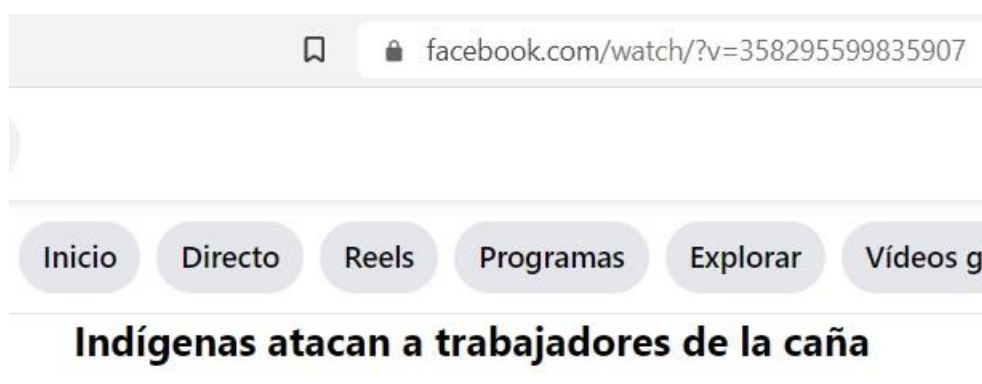 facebook.com/watch/?v=358295599835907
Inicio Directo Reels Programas Explorar Vídeos g
Indígenas atacan a trabajadores de la caña